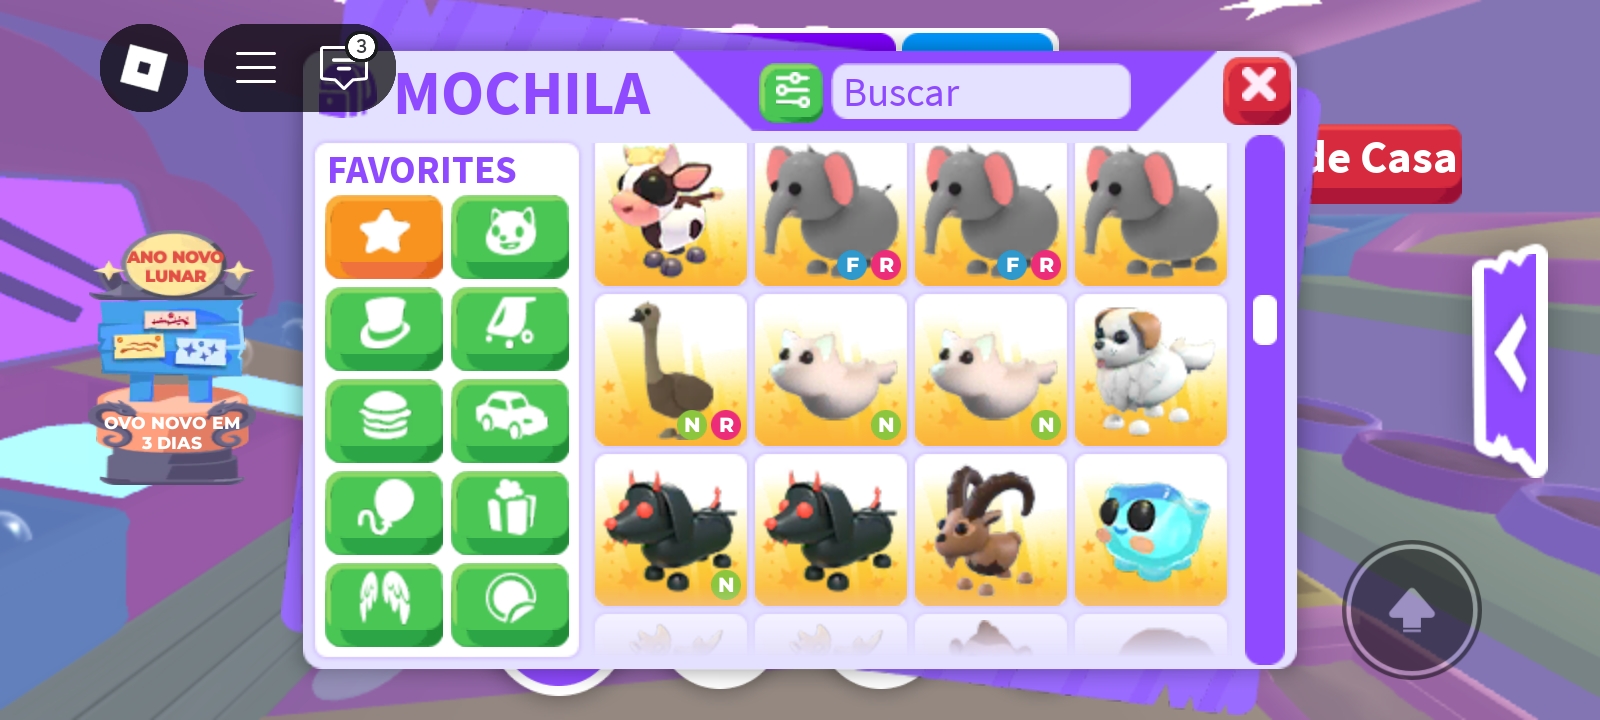 3
MOCHILA
Buscar
FAVORITES
de Casa
ANO NOVO
LUNAR
OVO NOVO EM
3 DIAS
F R
F R
N R
N
N
N